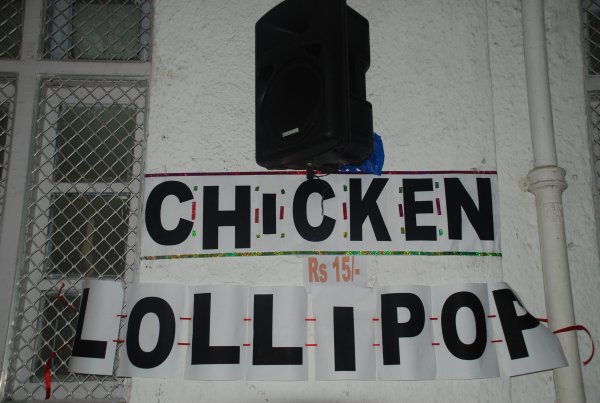 CHiCKEN
Rs 15/-
LOLLiPOP